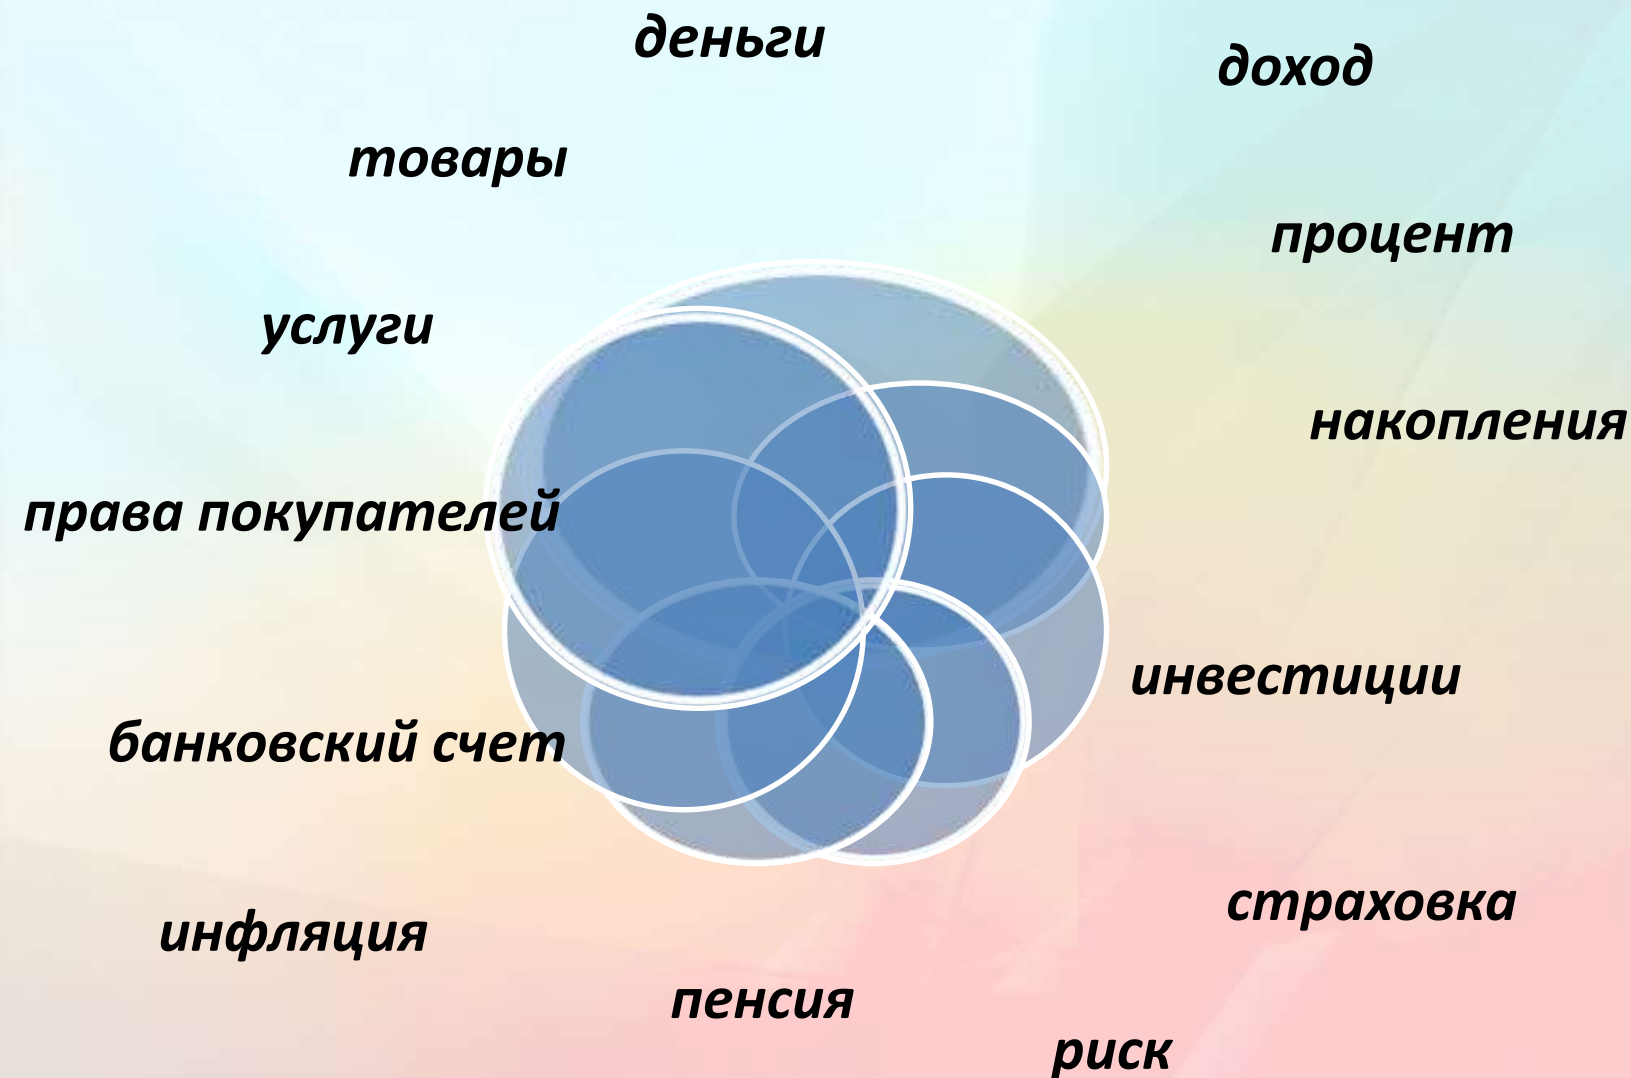 деньги
доход
товары
процент
услуги
накопления
права покупателей
инвестиции
банковский счет
страховка
инфляция
пенсия
риск